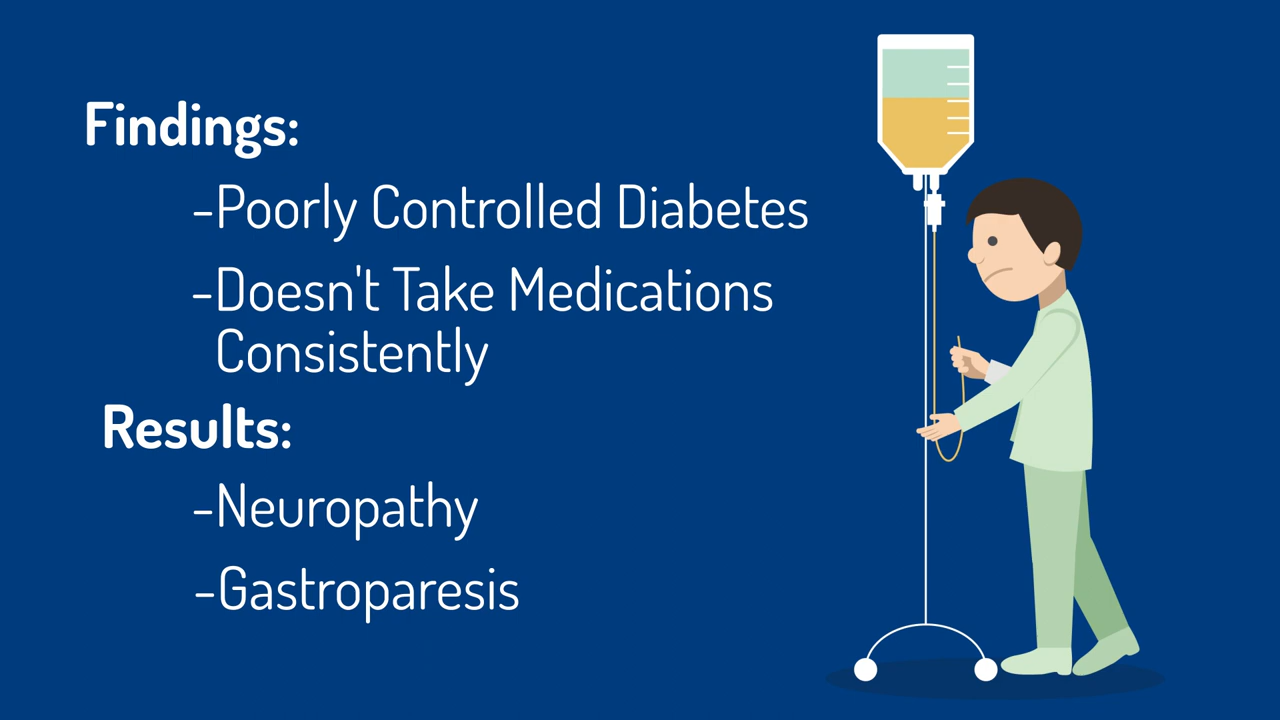 Findings:
-Poorly Controlled Diabetes
-Doesn't Take Medications
Consistently
Results:
-Neuropathy
-Gastroparesis